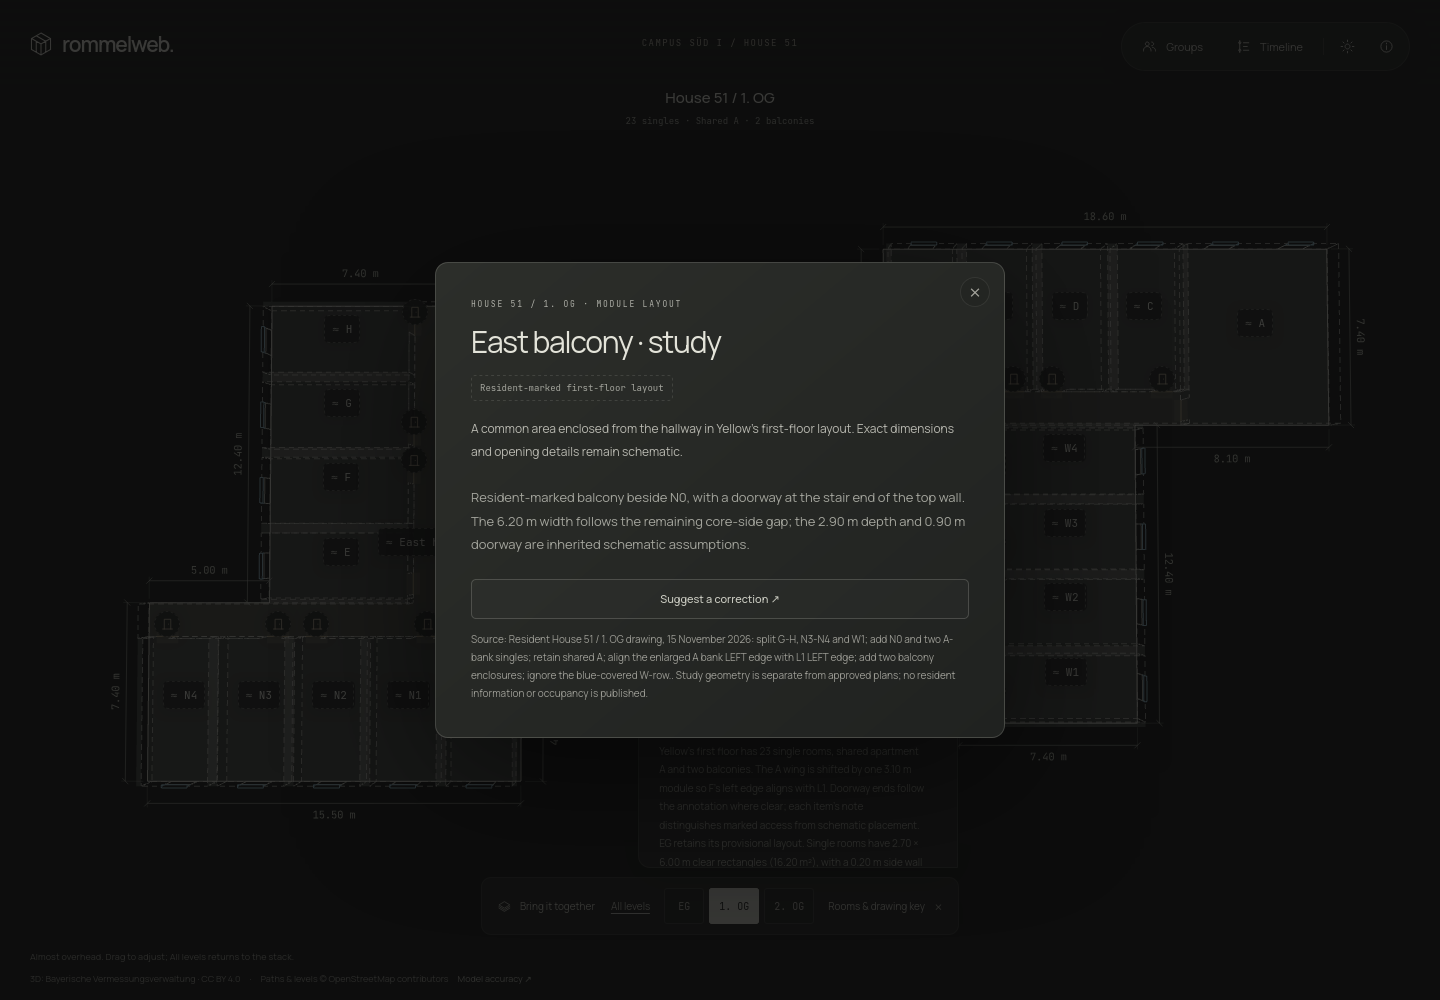 rommelweb.
CAMPUS SÜD I / HOUSE 51
Groups
Timeline
House 51 / 1. OG
23 singles · Shared A · 2 balconies
18.60 m
7.40 m
≈ H
≈ D
≈ C
≈ A
7.40 m
≈ G
12.40 m
≈ F
≈ W4
8.10 m
≈ E
≈ East
≈ W3
5.00 m
12.40 m
≈ W2
≈ N4
≈ N3
≈ N2
≈ N1
≈ W1
7.40 m
7.40 m
15.50 m
HOUSE 51 / 1. OG · MODULE LAYOUT
×
East balcony · study
Resident-marked first-floor layout
A common area enclosed from the hallway in Yellow's first-floor layout. Exact dimensions
and opening details remain schematic.
Resident-marked balcony beside N0, with a doorway at the stair end of the top wall.
The 6.20 m width follows the remaining core-side gap; the 2.90 m depth and 0.90 m
doorway are inherited schematic assumptions.
Suggest a correction ↗
Source: Resident House 51 / 1. OG drawing, 15 November 2026: split G-H, N3-N4 and W1; add N0 and two A-
bank singles; retain shared A; align the enlarged A bank LEFT edge with L1 LEFT edge; add two balcony
enclosures; ignore the blue-covered W-row.. Study geometry is separate from approved plans; no resident
information or occupancy is published.
Yellow's first floor has 23 single rooms, shared apartment
A and two balconies. The A wing is shifted by one 3.10 m
module so F's left edge aligns with L1. Doorway ends follow
the annotation where clear; each item's note
distinguishes marked access from schematic placement.
EG retains its provisional layout. Single rooms have 2.70 ×
6.00 m clear rectangles (16.20 m²), with a 0.20 m side wall
Bring it together
All levels
EG
1. OG
2. OG
Rooms & drawing key
×
Almost overhead. Drag to adjust. All levels returns to the stack.
3D: Bayerische Vermessungsverwaltung · CC BY 4.0
Paths & levels © OpenStreetMap contributors
Model accuracy ↗